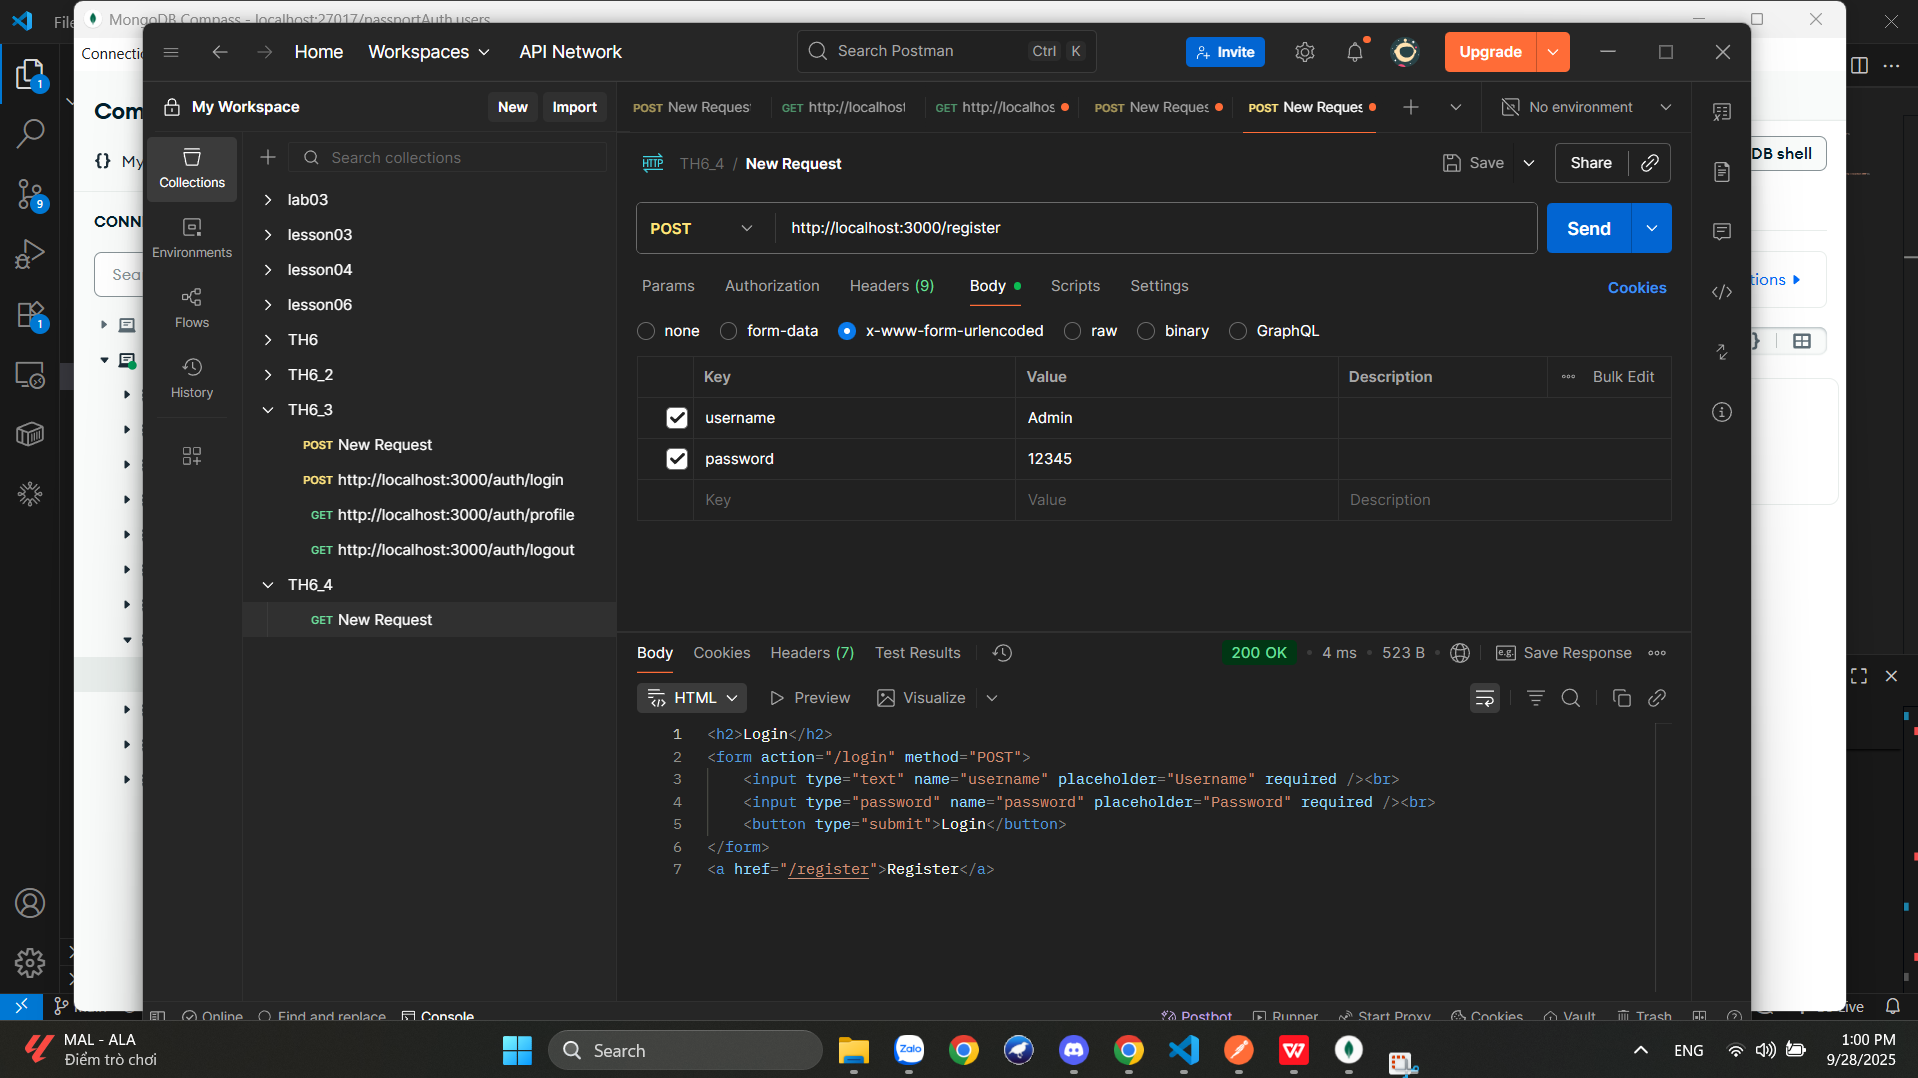 File
MongoDB Compass - localhost:27017/passportAuth.users
Home Workspaces API Network
Search Postman Ctrl K
Invite
Upgrade
My Workspace New Import
POST New Reques GET http://localhost GET http://localhos POST New Reques POST New Reques
No environment
Collections
Environments
Flows
History
Search collections
lab03
lesson03
lesson04
lesson06
TH6
TH6_2
TH6_3
POST New Request
POST http://localhost:3000/auth/login
GET http://localhost:3000/auth/profile
GET http://localhost:3000/auth/logout
TH6_4
GET New Request
HTTP TH6_4 / New Request
Save Share
POST http://localhost:3000/register
Send
Params Authorization Headers (9) Body Scripts Settings Cookies
none form-data x-www-form-urlencoded raw binary GraphQL
Key Value Description Bulk Edit
username Admin
password 12345
Key Value Description
Body Cookies Headers (7) Test Results
200 OK 4 ms 523 B e.g. Save Response
HTML Preview Visualize
1 <h2>Login</h2>
2 <form action="/login" method="POST">
3 <input type="text" name="username" placeholder="Username" required /><br>
4 <input type="password" name="password" placeholder="Password" required /><br>
5 <button type="submit">Login</button>
6 </form>
7 <a href="/register">Register</a>
Online Find and replace Console
Postbot Runner Start Proxy Cookies Vault Trash
DB shell
1
9
1
MAL - ALA
Điểm trò chơi
Search
Zalo
ENG
1:00 PM
9/28/2025